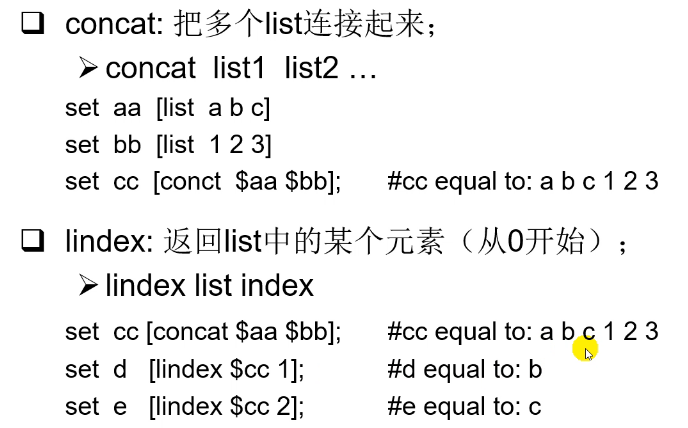 concat: 把多个list连接起来；
concat list1 list2 …
set aa [list a b c]
set bb [list 1 2 3]
set cc [conct $aa $bb]; #cc equal to: a b c 1 2 3
lindex: 返回list中的某个元素（从0开始）；
lindex list index
set cc [concat $aa $bb]; #cc equal to: a b c 1 2 3
set d [lindex $cc 1]; #d equal to: b
set e [lindex $cc 2]; #e equal to: c